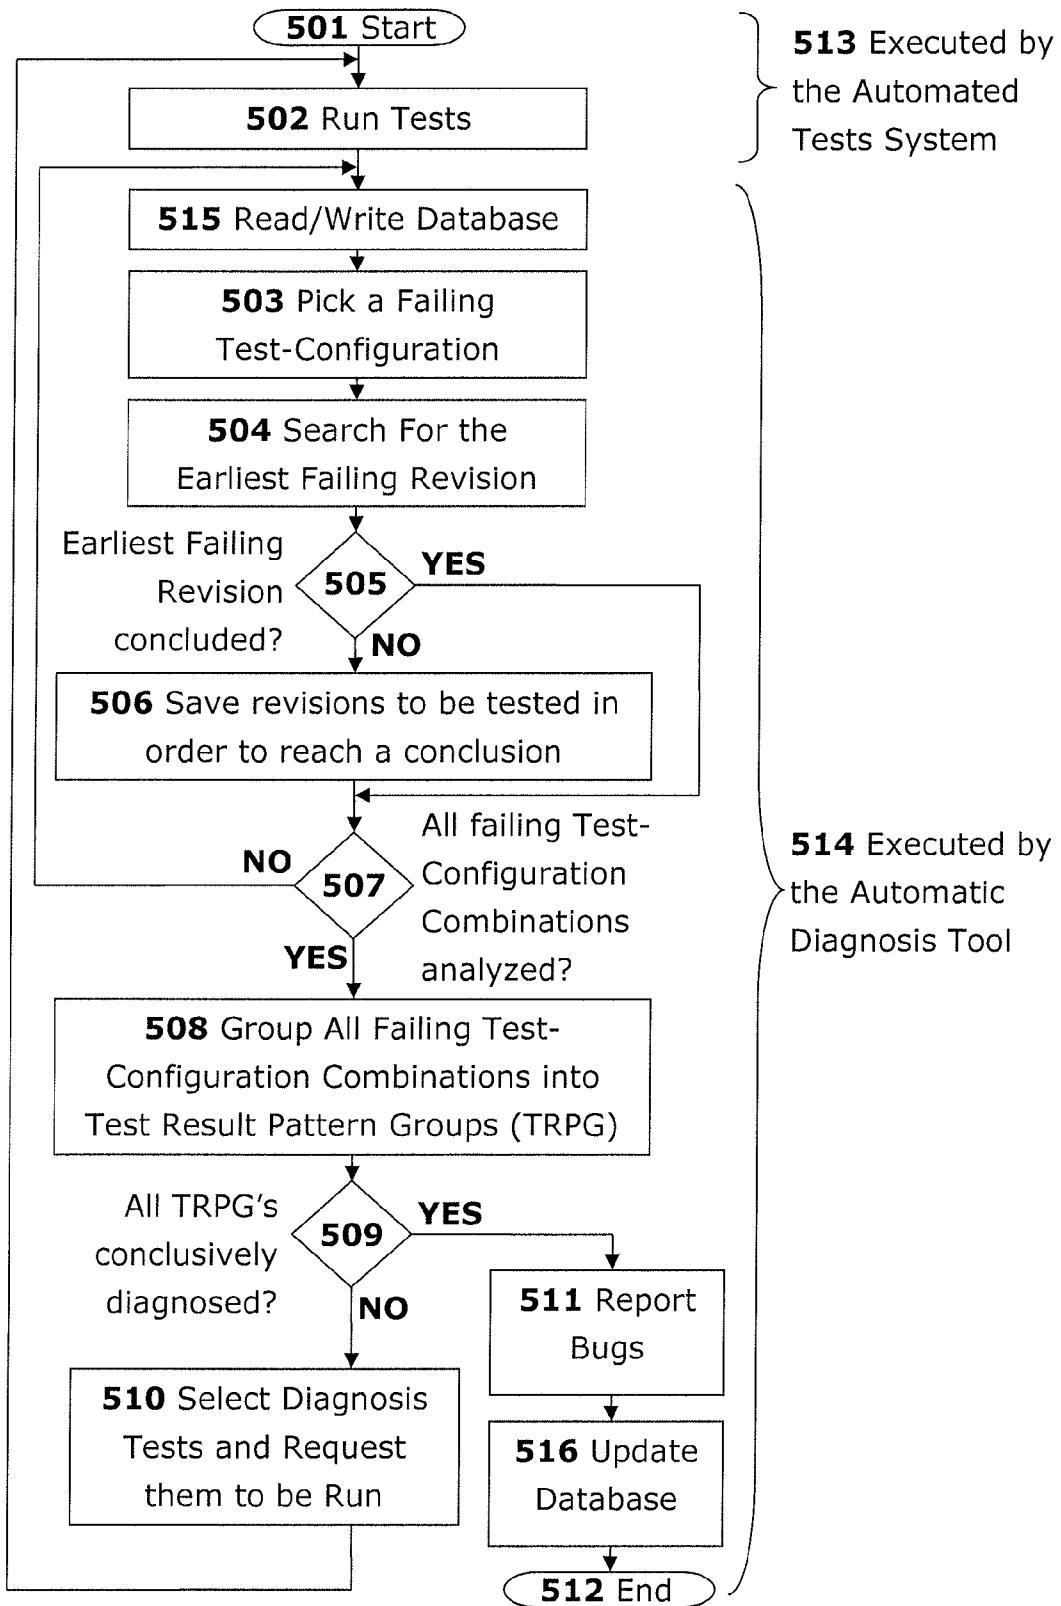 501 Start
513 Executed by
the Automated
Tests System
502 Run Tests
515 Read/Write Database
503 Pick a Failing
Test-Configuration
504 Search For the
Earliest Failing Revision
Earliest Failing
Revision
concluded?
505
YES
NO
506 Save revisions to be tested in
order to reach a conclusion
All failing Test-
Configuration
Combinations
analyzed?
507
NO
YES
514 Executed by
the Automatic
Diagnosis Tool
508 Group All Failing Test-
Configuration Combinations into
Test Result Pattern Groups (TRPG)
All TRPG's
conclusively
diagnosed?
509
YES
NO
511 Report
Bugs
510 Select Diagnosis
Tests and Request
them to be Run
516 Update
Database
512 End